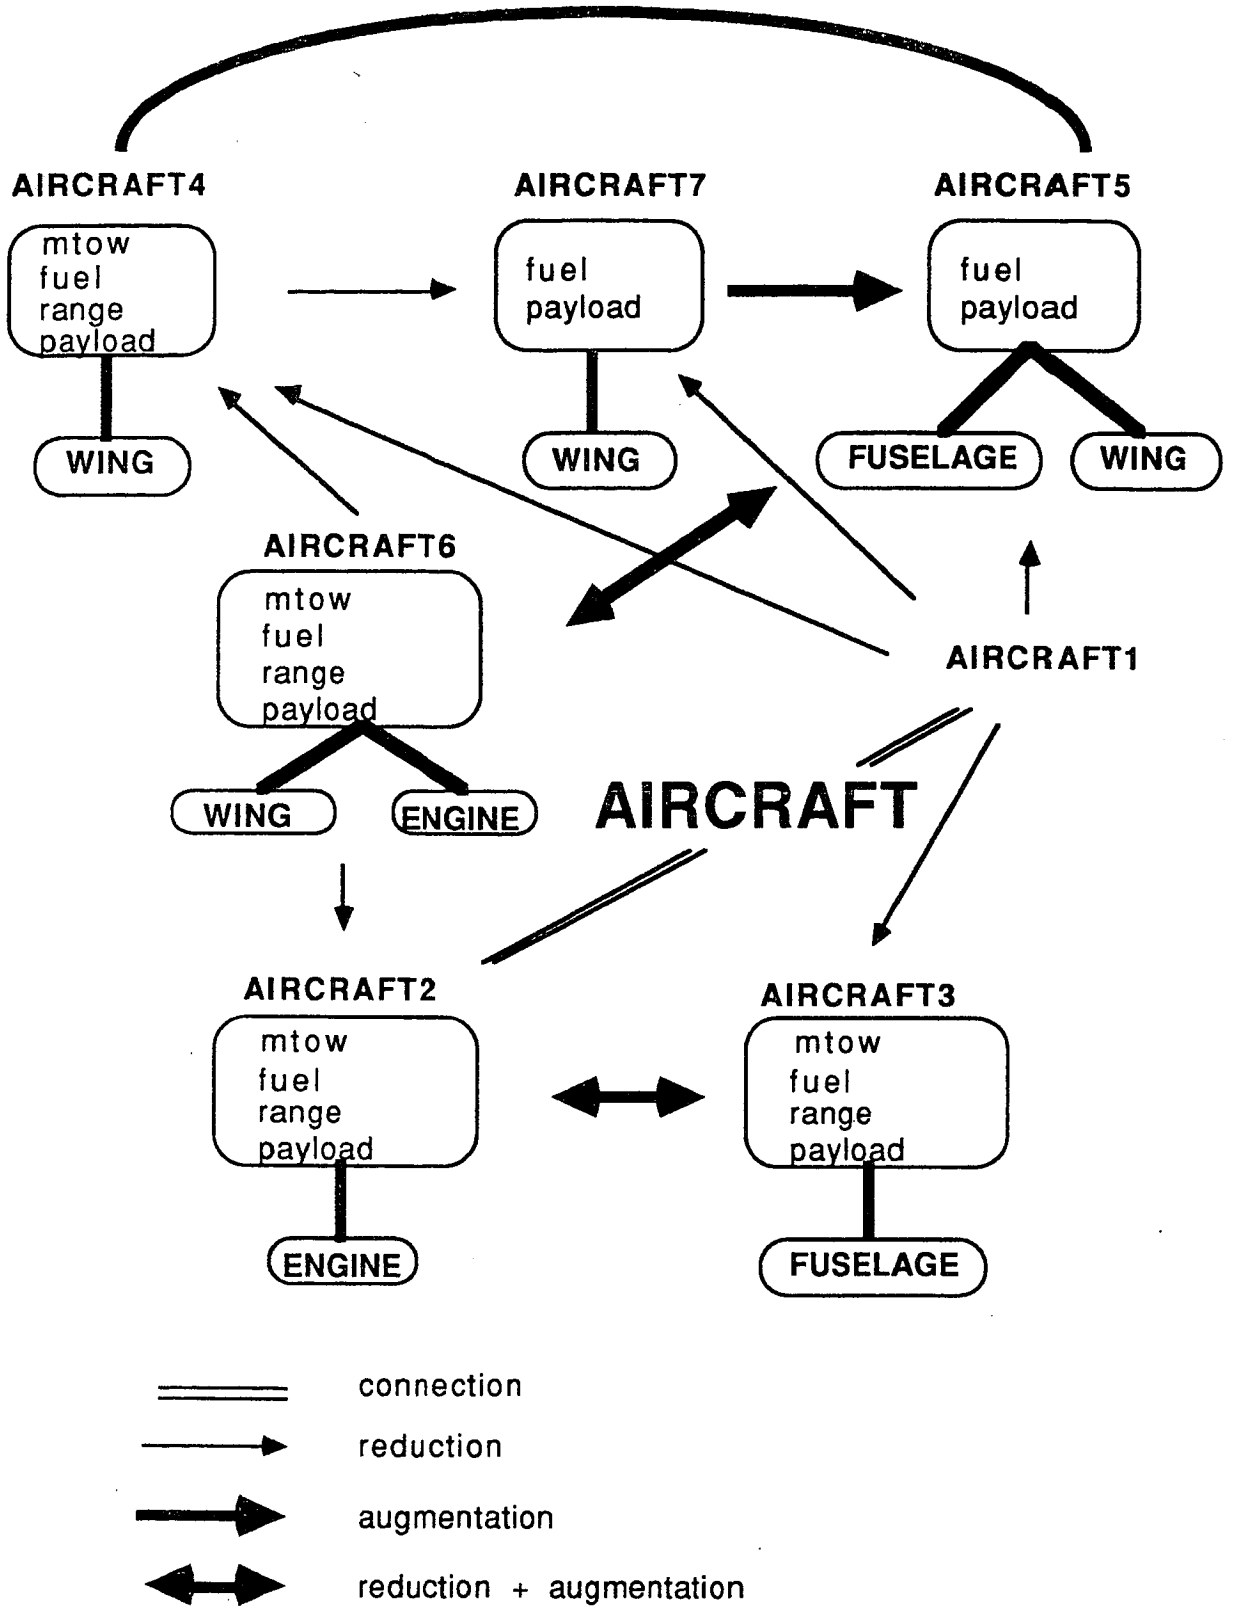 AIRCRAFT4
mtow
fuel
range
payload
WING
AIRCRAFT7
fuel
payload
WING
AIRCRAFT5
fuel
payload
FUSELAGE
WING
AIRCRAFT6
mtow
fuel
range
payload
WING
ENGINE
AIRCRAFT1
AIRCRAFT
AIRCRAFT2
mtow
fuel
range
payload
ENGINE
AIRCRAFT3
mtow
fuel
range
payload
FUSELAGE
connection
reduction
augmentation
reduction + augmentation